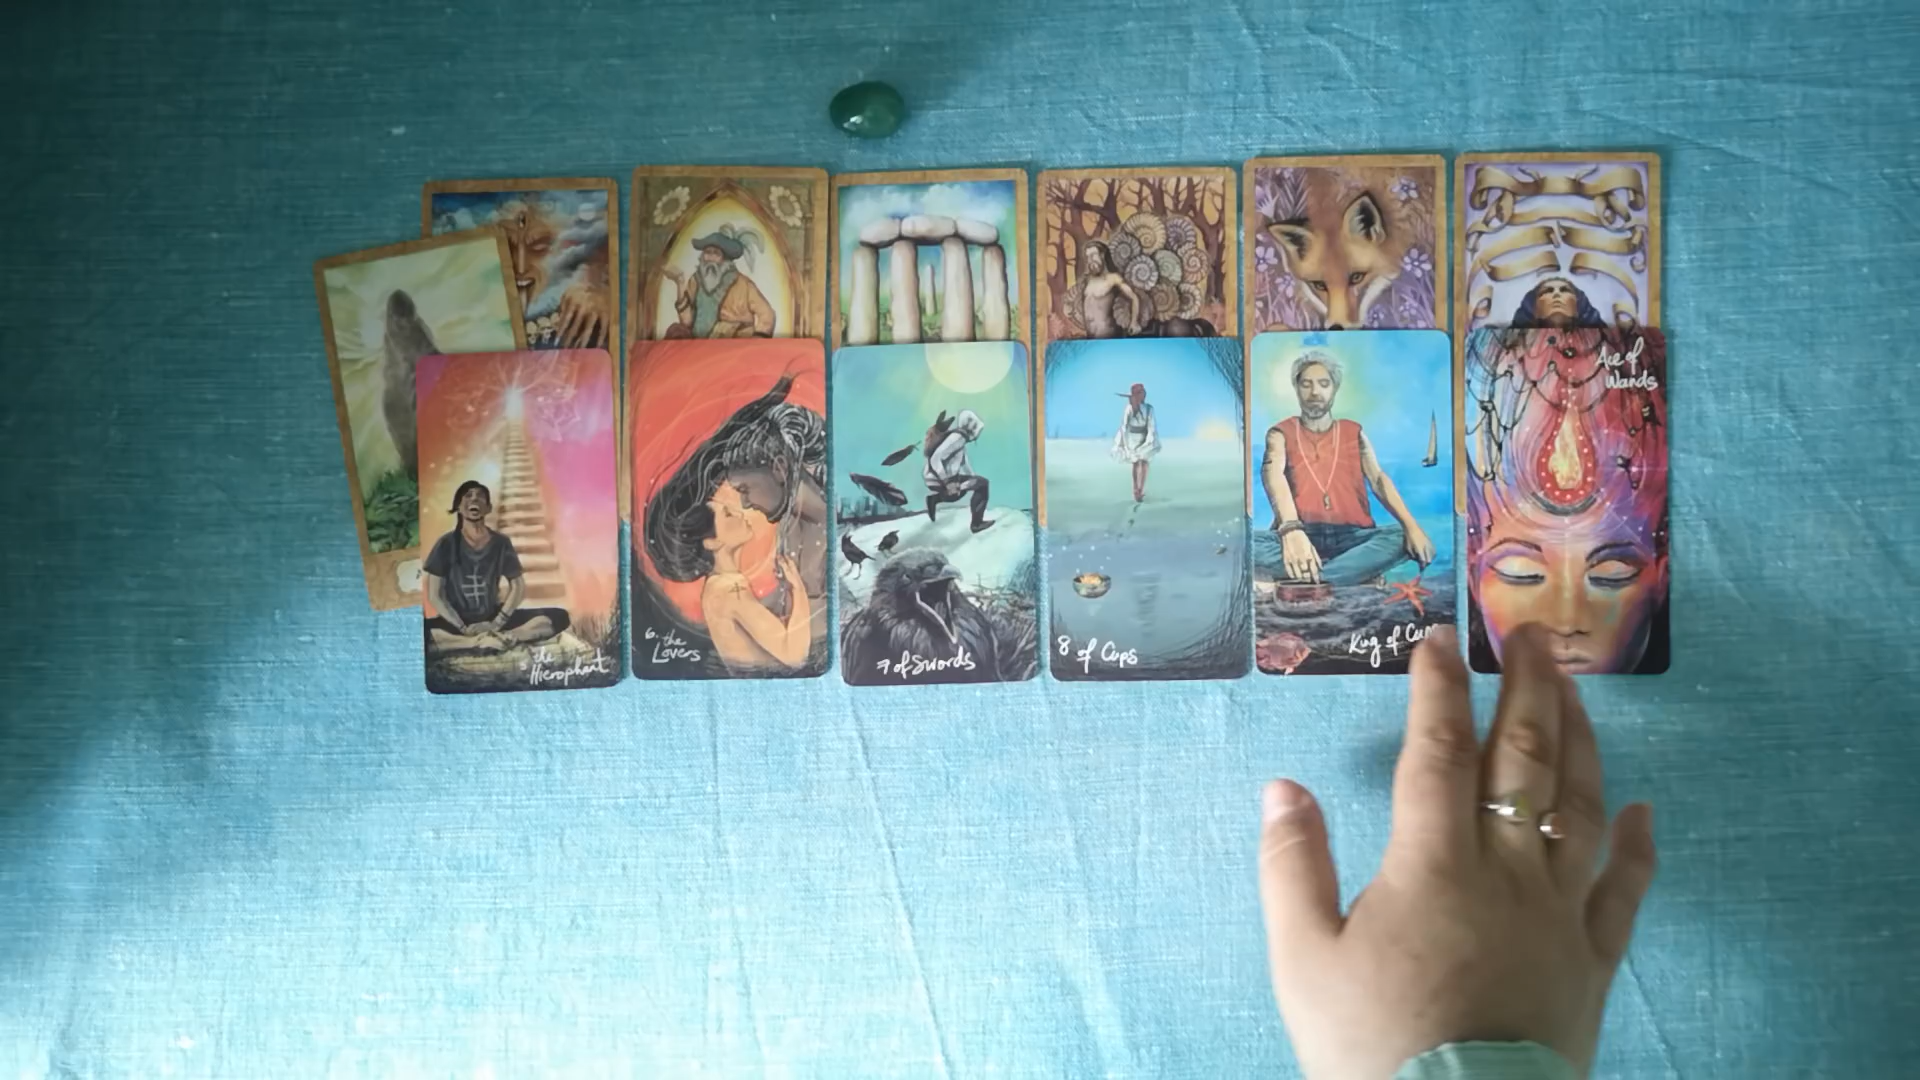 5 the
Hierophant
6. the
Lovers
7 of Swords
8 of Cups
King of Cups
Ace of
Wands